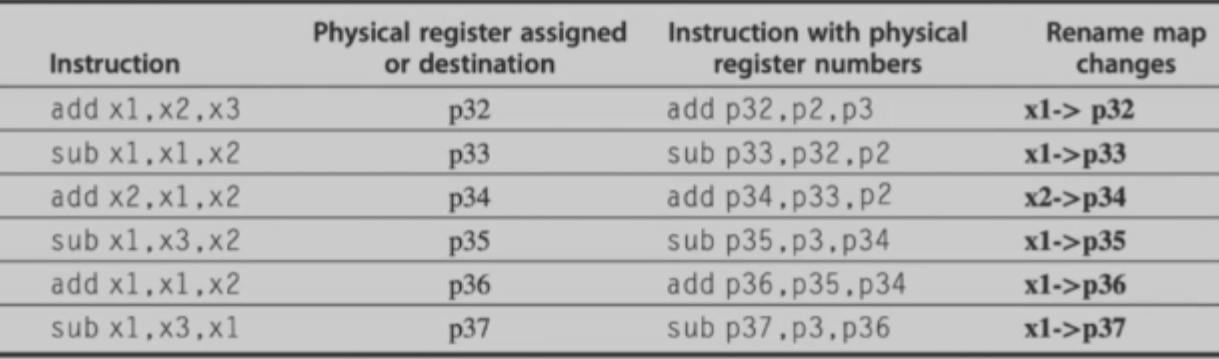 Instruction Physical register assigned or destination Instruction with physical register numbers Rename map changes
add x1,x2,x3 p32 add p32,p2,p3 x1-> p32
sub x1,x1,x2 p33 sub p33,p32,p2 x1->p33
add x2,x1,x2 p34 add p34,p33,p2 x2->p34
sub x1,x3,x2 p35 sub p35,p3,p34 x1->p35
add x1,x1,x2 p36 add p36,p35,p34 x1->p36
sub x1,x3,x1 p37 sub p37,p3,p36 x1->p37